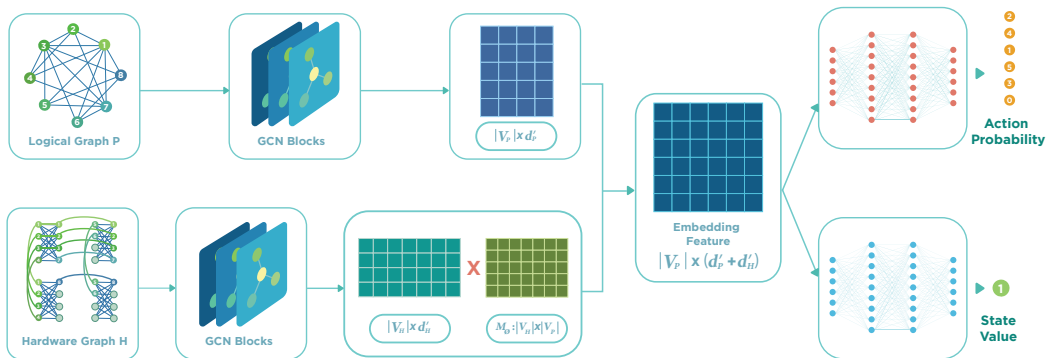 2
3
1
4
8
5
7
6
Logical Graph P
GCN Blocks
|V_P| x d'_P
Embedding
Feature
|V_P| x (d'_P + d'_H)
2
4
1
5
3
0
Action
Probability
Hardware Graph H
GCN Blocks
X
|V_H| x d'_H
M_φ : |V_H| x |V_P|
1
State
Value